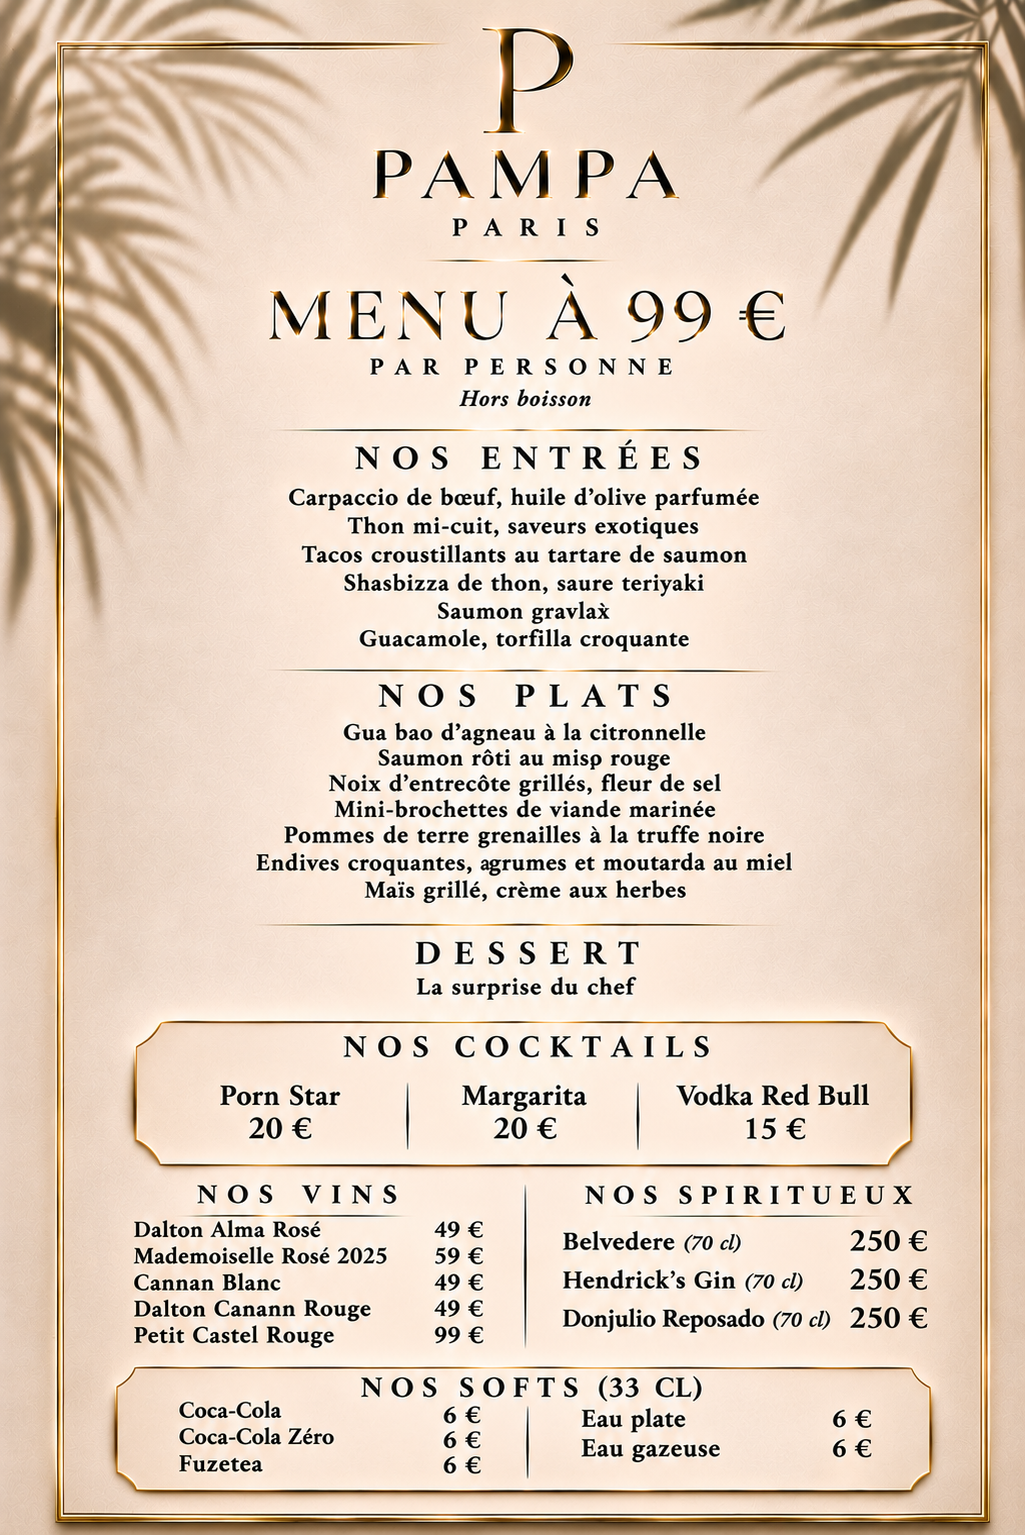 P
PAMPA
PARIS
MENU À 99 €
PAR PERSONNE
Hors boisson
NOS ENTRÉES
Carpaccio de bœuf, huile d'olive parfumée
Thon mi-cuit, saveurs exotiques
Tacos croustillants au tartare de saumon
Shasbizza de thon, saure teriyaki
Saumon gravlax̀
Guacamole, torfilla croquante
NOS PLATS
Gua bao d'agneau à la citronnelle
Saumon rôti au misp rouge
Noix d'entrecôte grillés, fleur de sel
Mini-brochettes de viande marinée
Pommes de terre grenailles à la truffe noire
Endives croquantes, agrumes et moutarda au miel
Maïs grillé, crème aux herbes
DESSERT
La surprise du chef
NOS COCKTAILS
Porn Star
20 €
Margarita
20 €
Vodka Red Bull
15 €
NOS VINS
Dalton Alma Rosé 49 €
Mademoiselle Rosé 2025 59 €
Cannan Blanc 49 €
Dalton Canann Rouge 49 €
Petit Castel Rouge 99 €
NOS SPIRITUEUX
Belvedere (70 cl) 250 €
Hendrick's Gin (70 cl) 250 €
Donjulio Reposado (70 cl) 250 €
NOS SOFTS (33 CL)
Coca-Cola 6 €
Coca-Cola Zéro 6 €
Fuzetea 6 €
Eau plate 6 €
Eau gazeuse 6 €